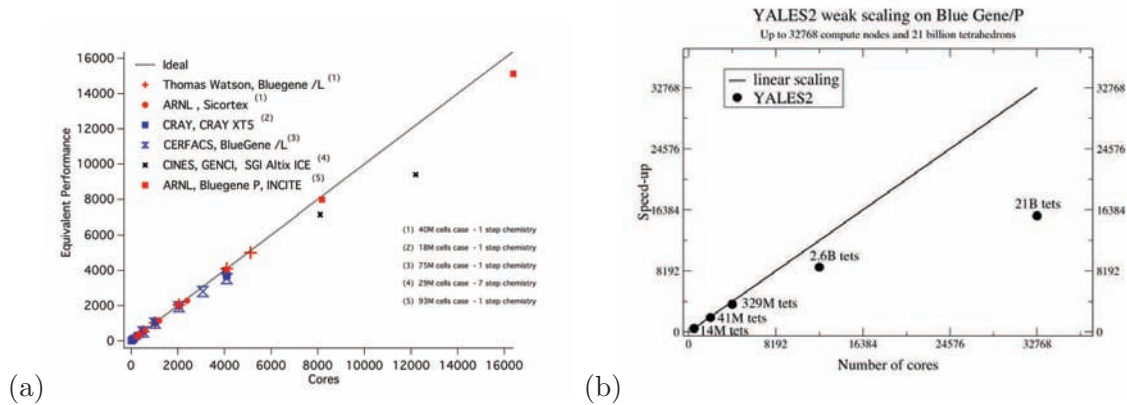 (a)
16000
14000
12000
10000
8000
6000
4000
2000
0
Equivalent Performance
Ideal
Thomas Watson, Bluegene /L (1)
ARNL , Sicortex (1)
CRAY, CRAY XT5 (2)
CERFACS, BlueGene /L (3)
CINES, GENCI, SGI Altix ICE (4)
ARNL, Bluegene P, INCITE (5)
(1) 40M cells case - 1 step chemistry
(2) 18M cells case - 1 step chemistry
(3) 75M cells case - 1 step chemistry
(4) 29M cells case - 7 step chemistry
(5) 93M cells case - 1 step chemistry
0 2000 4000 6000 8000 10000 12000 14000 16000
Cores
(b)
YALES2 weak scaling on Blue Gene/P
Up to 32768 compute nodes and 21 billion tetrahedrons
linear scaling
YALES2
32768
24576
16384
8192
0
Speed-up
32768
24576
16384
8192
0
21B tets
2.6B tets
329M tets
41M tets
14M tets
0 8192 16384 24576 32768
Number of cores